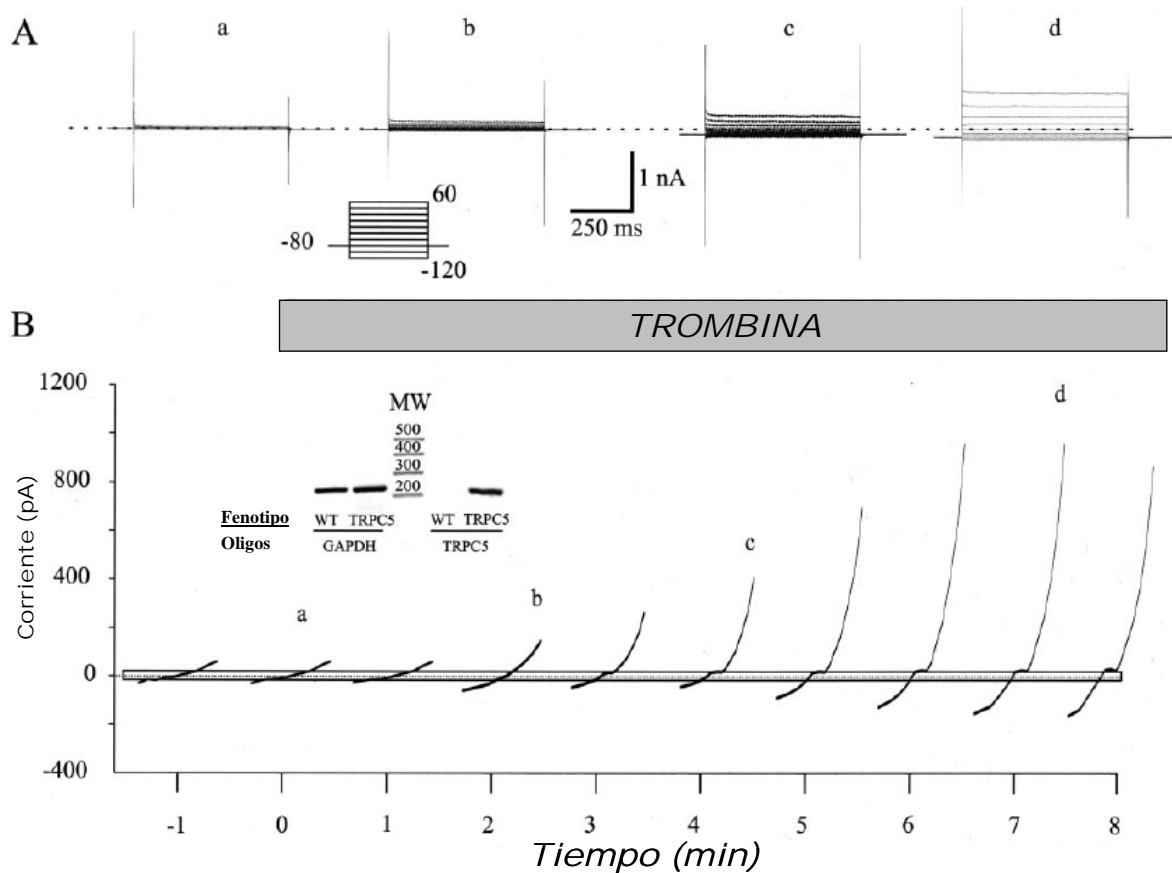 A
a b c d
60
-80
-120
1 nA
250 ms
TROMBINA
B
1200
800
400
0
-400
Corriente (pA)
MW
500
400
300
200
Fenotipo WT TRPC5 WT TRPC5
Oligos GAPDH TRPC5
a b c d
-1 0 1 2 3 4 5 6 7 8
Tiempo (min)